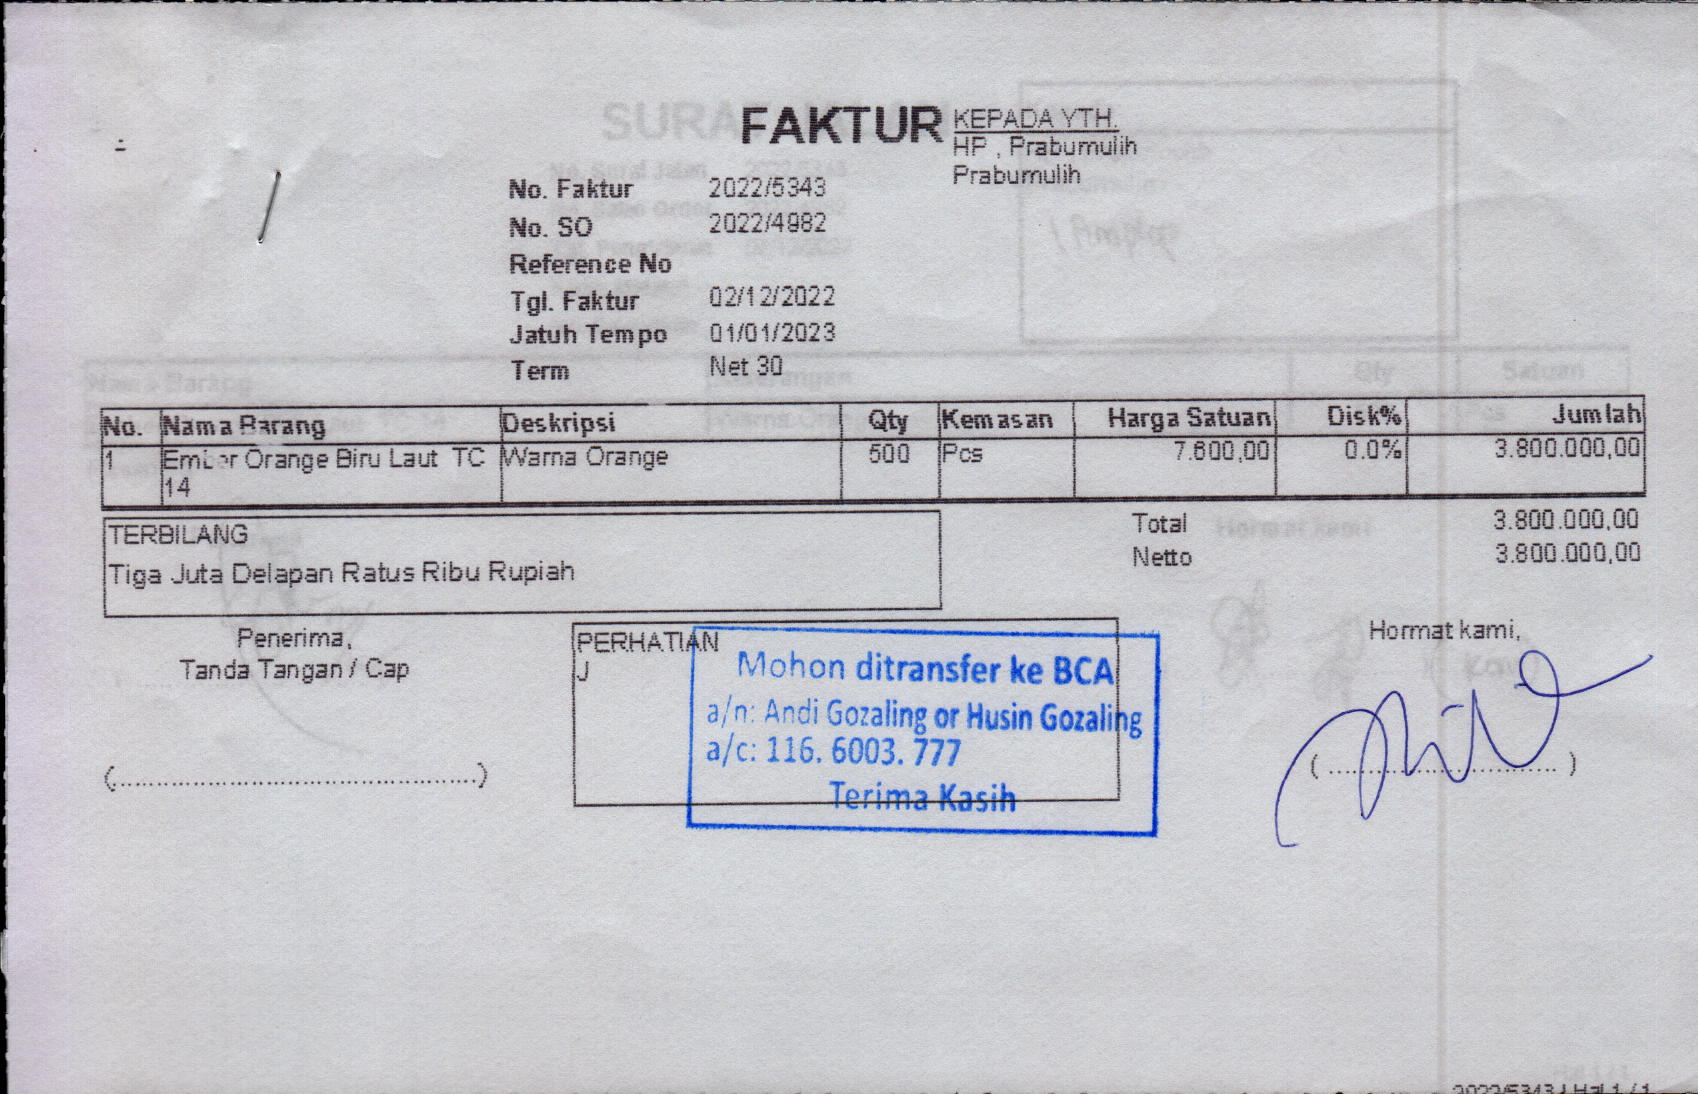 FAKTUR
KEPADA YTH.
HP , Prabumulih
Prabumulih
No. Faktur 2022/5343
No. SO 2022/4982
Reference No
Tgl. Faktur 02/12/2022
Jatuh Tempo 01/01/2023
Term Net 30
No. Nama Barang Deskripsi Qty Kemasan Harga Satuan Disk% Jumlah
1 Ember Orange Biru Laut TC Warna Orange 500 Pcs 7.600,00 0.0% 3.800.000,00
14
TERBILANG
Tiga Juta Delapan Ratus Ribu Rupiah
Total 3.800.000,00
Netto 3.800.000,00
Penerima,
Tanda Tangan / Cap
(...............................................)
PERHATIAN
J
Mohon ditransfer ke BCA
a/n: Andi Gozaling or Husin Gozaling
a/c: 116. 6003. 777
Terima Kasih
Hormat kami,
( .............................. )
2022/5343 / Hal 1 / 1